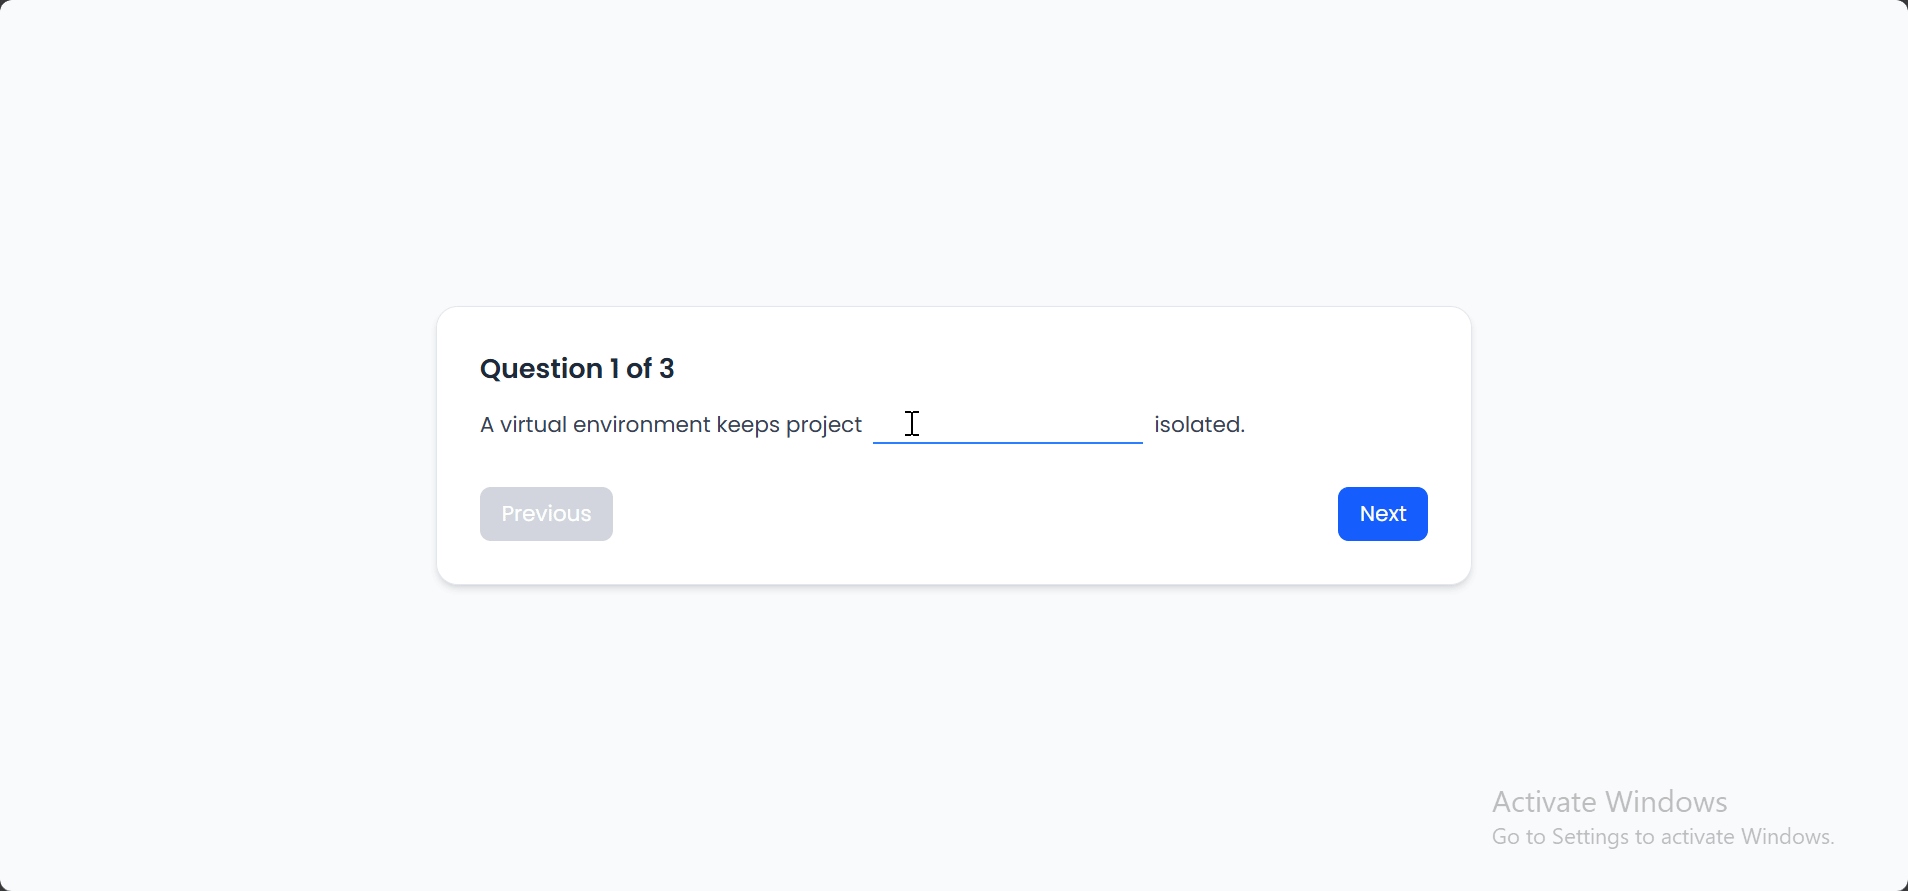 Question 1 of 3
A virtual environment keeps project isolated.
Previous
Next
Activate Windows
Go to Settings to activate Windows.